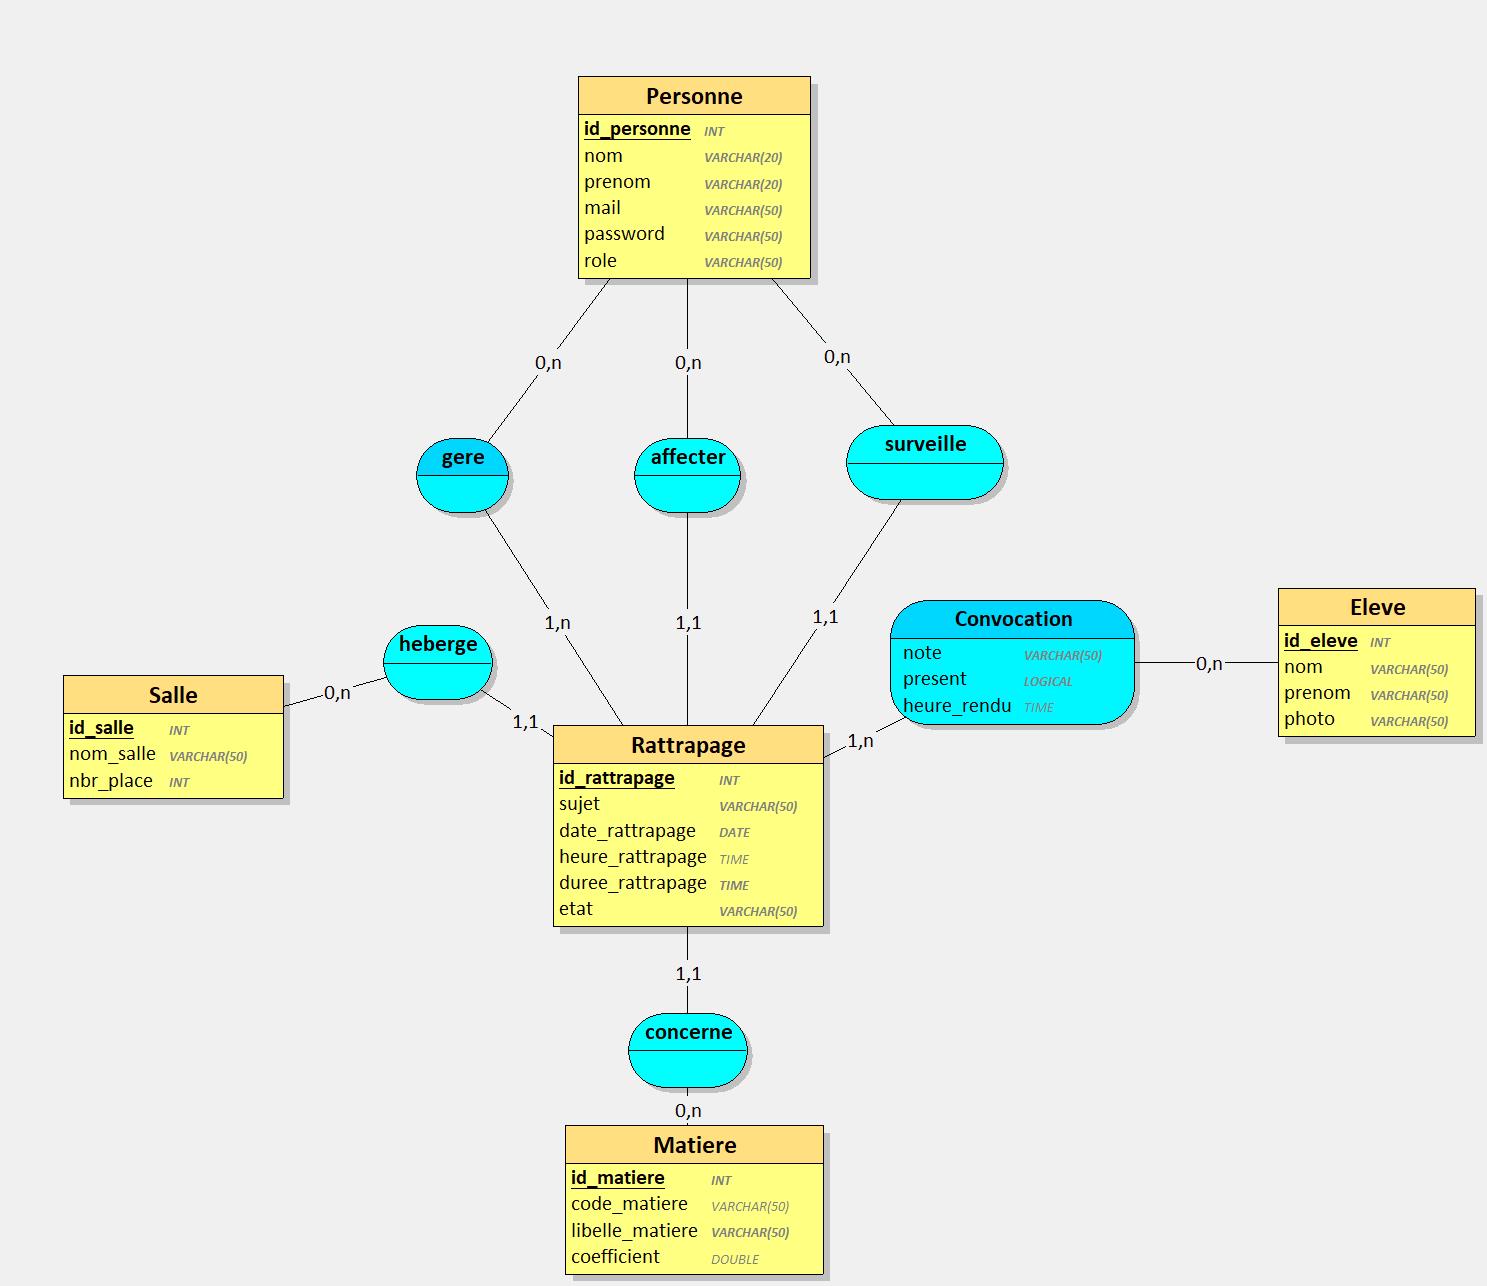 Personne
id_personne INT
nom VARCHAR(20)
prenom VARCHAR(20)
mail VARCHAR(50)
password VARCHAR(50)
role VARCHAR(50)
0,n
0,n
0,n
gere
affecter
surveille
1,n
1,1
1,1
heberge
0,n
1,1
Salle
id_salle INT
nom_salle VARCHAR(50)
nbr_place INT
Convocation
note VARCHAR(50)
present LOGICAL
heure_rendu TIME
0,n
1,n
Eleve
id_eleve INT
nom VARCHAR(50)
prenom VARCHAR(50)
photo VARCHAR(50)
Rattrapage
id_rattrapage INT
sujet VARCHAR(50)
date_rattrapage DATE
heure_rattrapage TIME
duree_rattrapage TIME
etat VARCHAR(50)
1,1
concerne
0,n
Matiere
id_matiere INT
code_matiere VARCHAR(50)
libelle_matiere VARCHAR(50)
coefficient DOUBLE